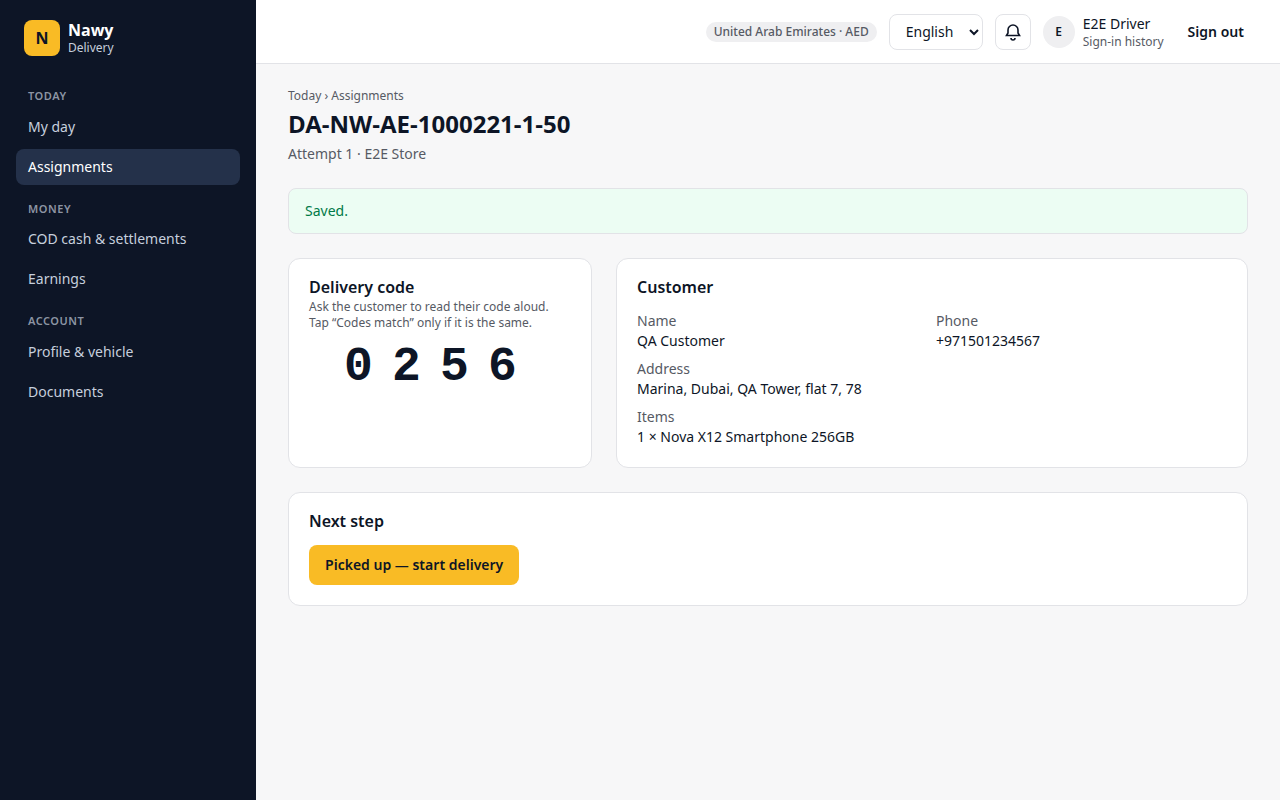 N
Nawy
Delivery
TODAY
My day
Assignments
MONEY
COD cash & settlements
Earnings
ACCOUNT
Profile & vehicle
Documents
United Arab Emirates · AED
English
E
E2E Driver
Sign-in history
Sign out
Today › Assignments
DA-NW-AE-1000221-1-50
Attempt 1 · E2E Store
Saved.
Delivery code
Ask the customer to read their code aloud.
Tap “Codes match” only if it is the same.
0256
Customer
Name
QA Customer
Phone
+971501234567
Address
Marina, Dubai, QA Tower, flat 7, 78
Items
1 × Nova X12 Smartphone 256GB
Next step
Picked up — start delivery